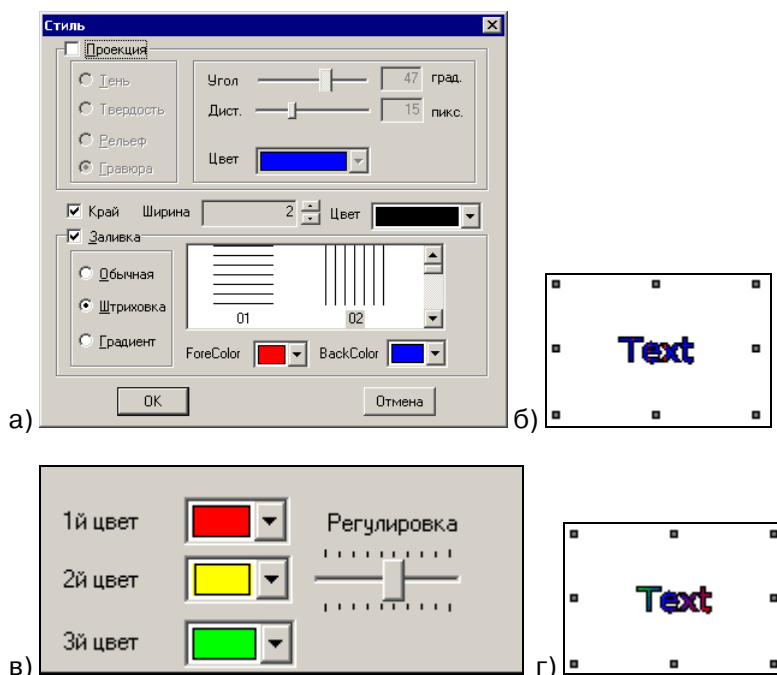 Стиль
Проекция
Тень
Твердость
Рельеф
Гравюра
Угол 47 град.
Дист. 15 пикс.
Цвет
Край Ширина 2 Цвет
Заливка
Обычная
Штриховка
Градиент
01 02
ForeColor BackColor
OK Отмена
а)
Text
б)
1й цвет
2й цвет
3й цвет
Регулировка
в)
Text
г)